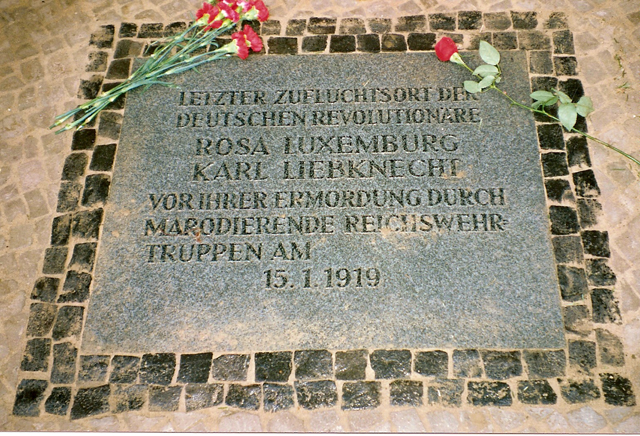 LETZTER ZUFLUCHTSORT DER
DEUTSCHEN REVOLUTIONÄRE
ROSA LUXEMBURG
KARL LIEBKNECHT
VOR IHRER ERMORDUNG DURCH
MARODIERENDE REICHSWEHR-
TRUPPEN AM
15. 1. 1919